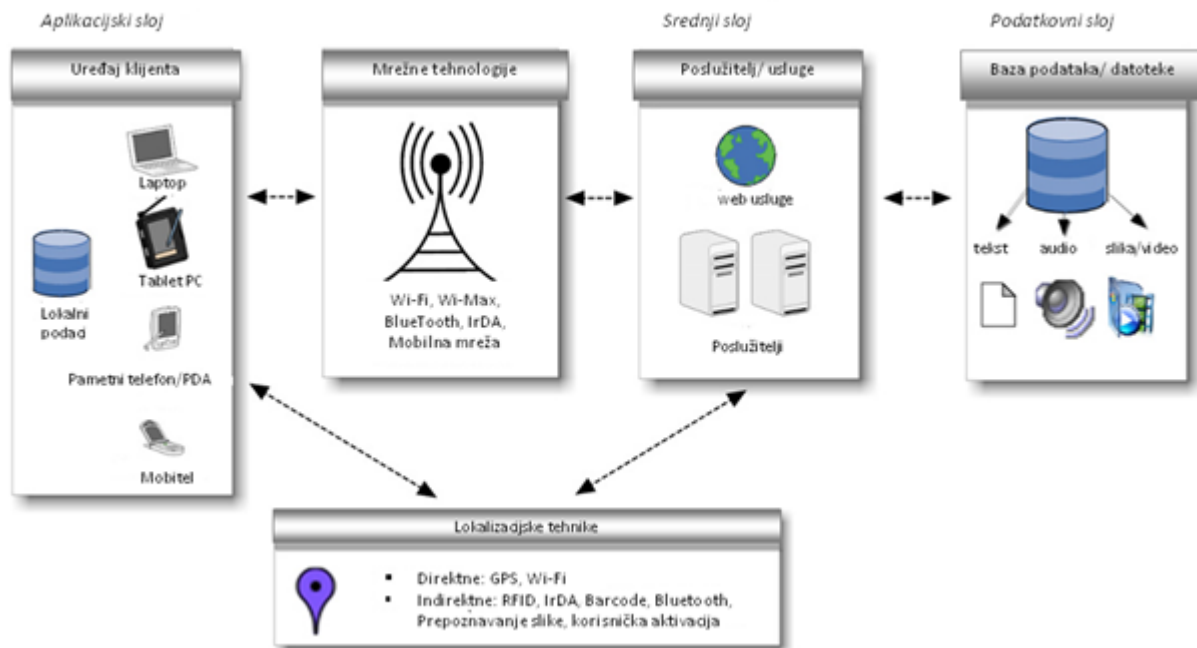 Aplikacijski sloj
Srednji sloj
Podatkovni sloj
Uređaj klijenta
Mrežne tehnologije
Poslužitelj/ usluge
Baza podataka/ datoteke
Laptop
Tablet PC
Lokalni
podaci
Pametni telefon/PDA
Mobitel
Wi-Fi, Wi-Max,
BlueTooth, IrDA,
Mobilna mreža
web usluge
Poslužitelji
tekst
audio
slika/video
Lokalizacijske tehnike
▪ Direktne: GPS, Wi-Fi
▪ Indirektne: RFID, IrDA, Barcode, Bluetooth,
Prepoznavanje slike, korisnička aktivacija